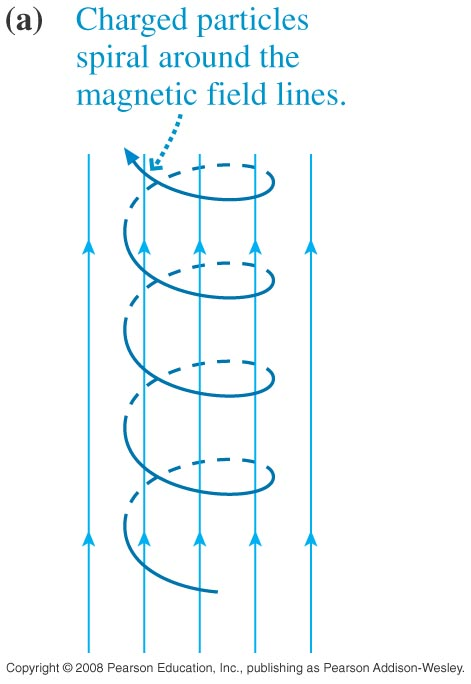 (a) Charged particles
spiral around the
magnetic field lines.
Copyright © 2008 Pearson Education, Inc., publishing as Pearson Addison-Wesley.